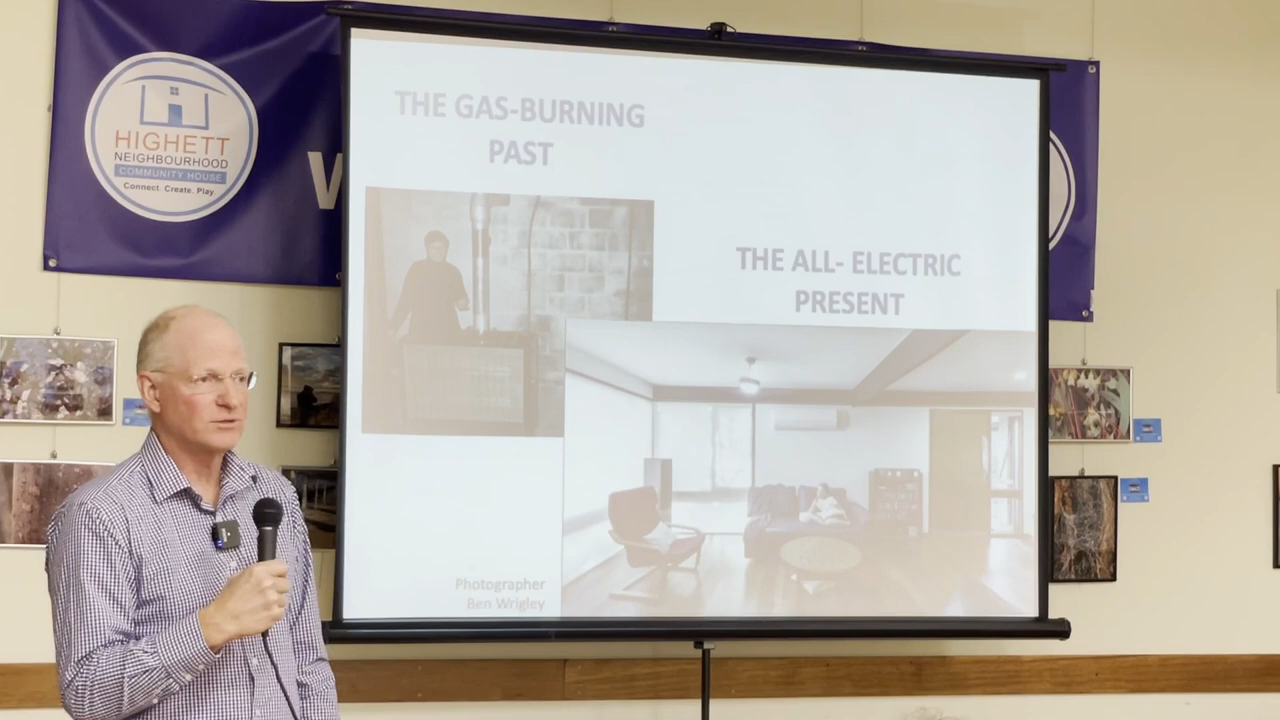 HIGHETT
NEIGHBOURHOOD
COMMUNITY HOUSE
Connect. Create. Play.
W
THE GAS-BURNING
PAST
THE ALL- ELECTRIC
PRESENT
Photographer
Ben Wrigley